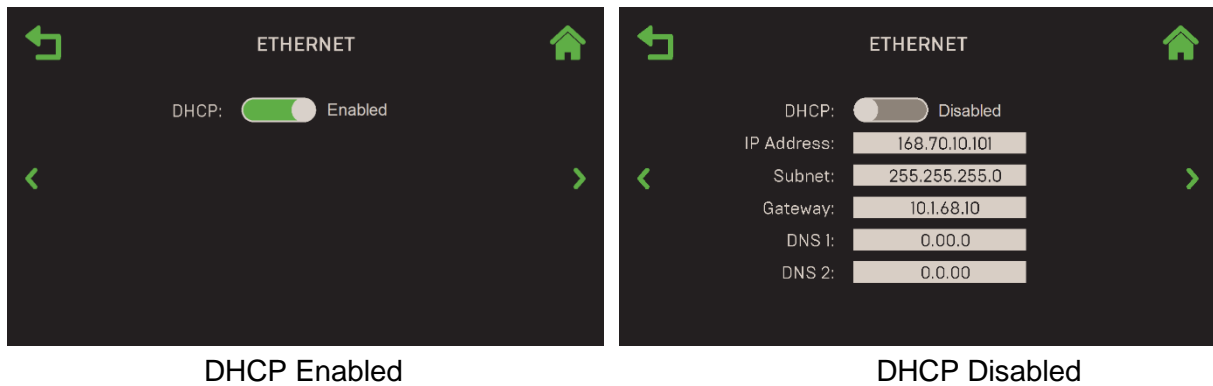 ETHERNET
DHCP: Enabled
ETHERNET
DHCP: Disabled
IP Address: 168.70.10.101
Subnet: 255.255.255.0
Gateway: 10.1.68.10
DNS 1: 0.00.0
DNS 2: 0.0.00
DHCP Enabled
DHCP Disabled